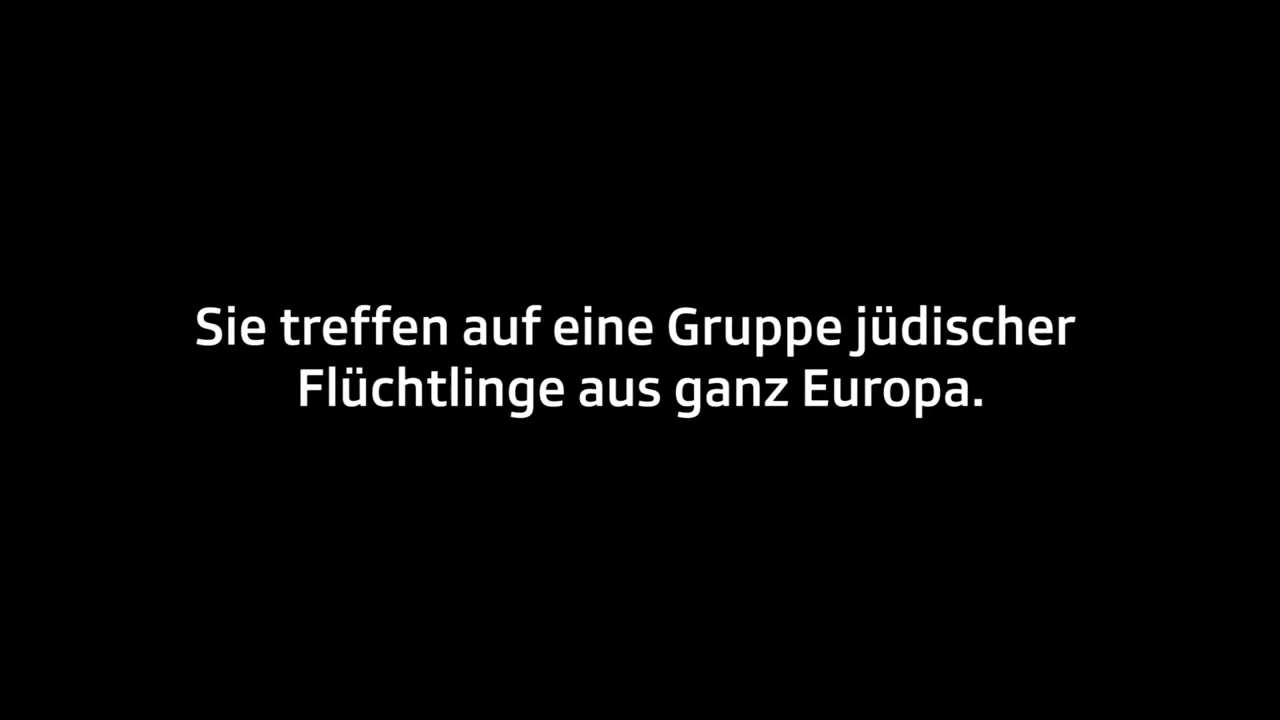 Sie treffen auf eine Gruppe jüdischer
Flüchtlinge aus ganz Europa.